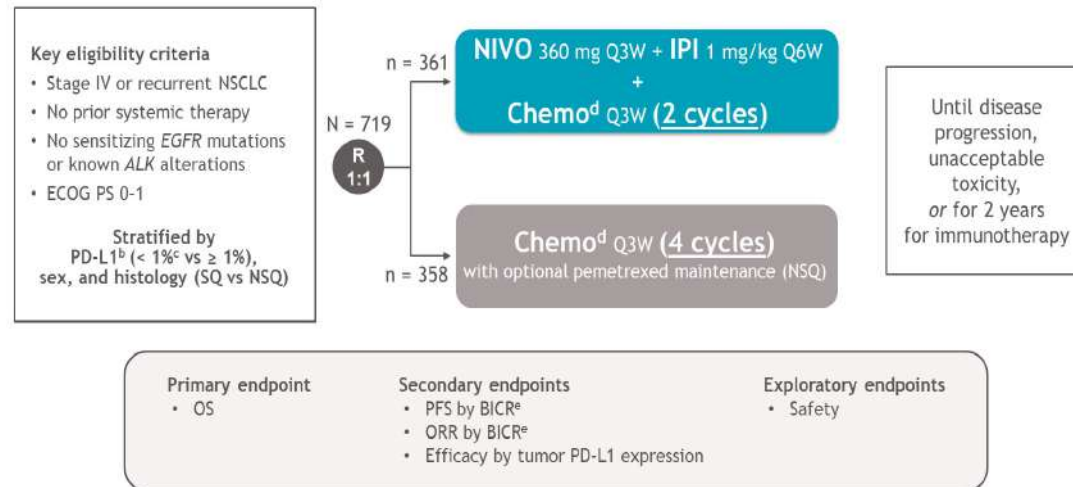 Key eligibility criteria
• Stage IV or recurrent NSCLC
• No prior systemic therapy
• No sensitizing EGFR mutations
or known ALK alterations
• ECOG PS 0-1
Stratified by
PD-L1ᵇ (< 1%ᶜ vs ≥ 1%),
sex, and histology (SQ vs NSQ)
N = 719
R
1:1
n = 361
n = 358
NIVO 360 mg Q3W + IPI 1 mg/kg Q6W
+
Chemoᵈ Q3W (2 cycles)
Chemoᵈ Q3W (4 cycles)
with optional pemetrexed maintenance (NSQ)
Until disease
progression,
unacceptable
toxicity,
or for 2 years
for immunotherapy
Primary endpoint
• OS
Secondary endpoints
• PFS by BICRᵉ
• ORR by BICRᵉ
• Efficacy by tumor PD-L1 expression
Exploratory endpoints
• Safety